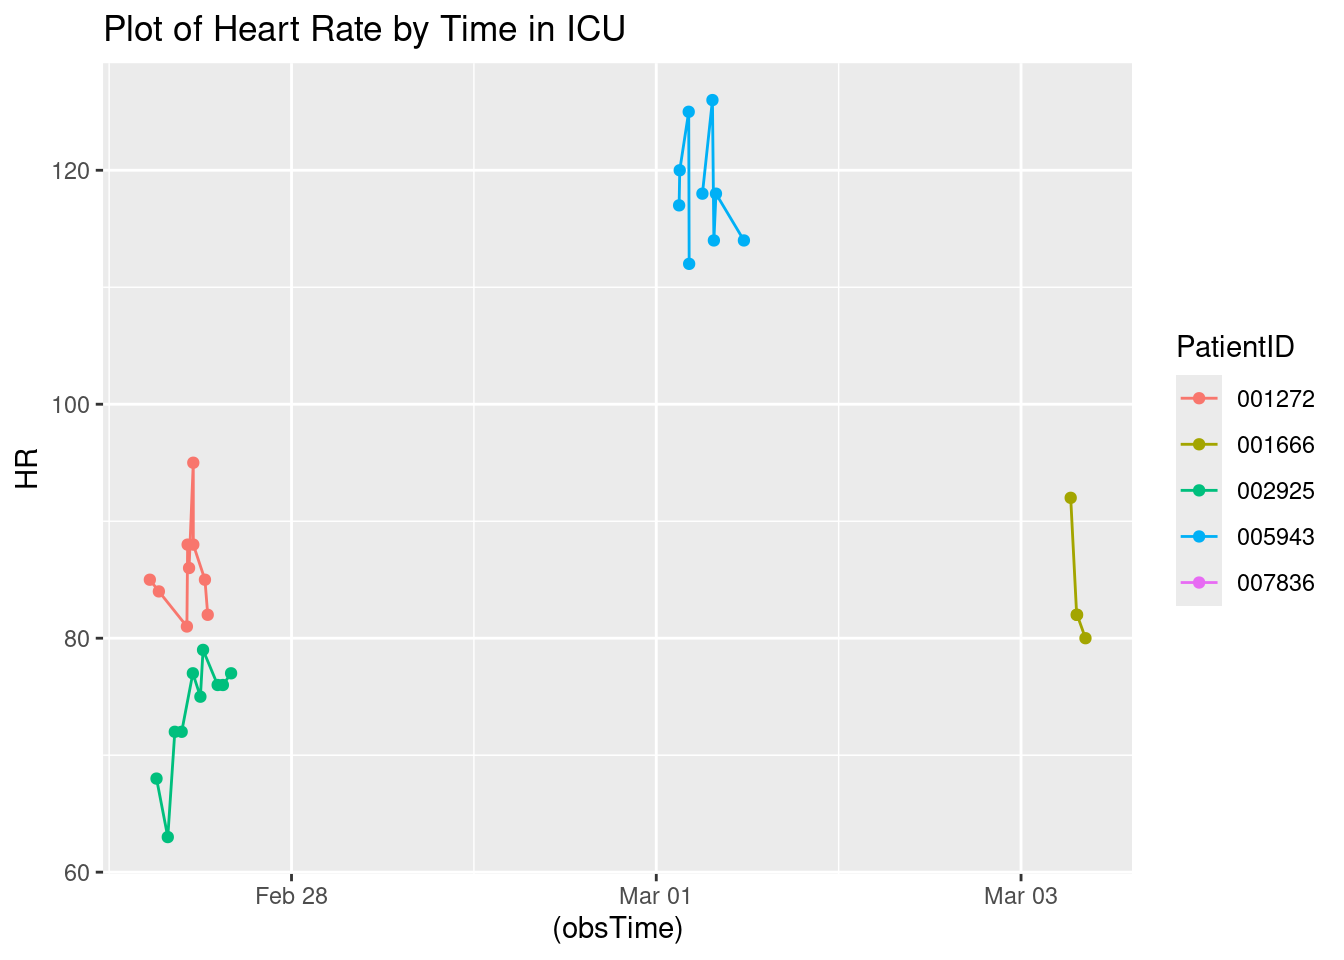 Plot of Heart Rate by Time in ICU
120
100
80
60
HR
Feb 28
Mar 01
Mar 03
(obsTime)
PatientID
001272
001666
002925
005943
007836